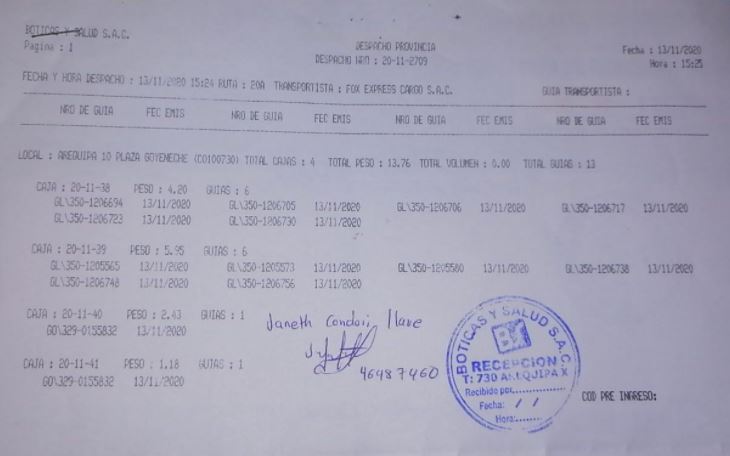 BOTICAS Y SALUD S.A.C.
Pagina : 1
DESPACHO PROVINCIA
Fecha : 13/11/2020
DESPACHO NRO : 20-11-2709
Hora : 15:25
FECHA Y HORA DESPACHO : 13/11/2020 15:24 RUTA : 20A TRANSPORTISTA : FOX EXPRESS CARGO S.A.C. GUIA TRANSPORTISTA :
NRO DE GUIA FEC EMIS NRO DE GUIA FEC EMIS NRO DE GUIA FEC EMIS NRO DE GUIA FEC EMIS
LOCAL : AREQUIPA 10 PLAZA GOYENECHE (C0100730) TOTAL CAJAS : 4 TOTAL PESO : 13.76 TOTAL VOLUMEN : 0.00 TOTAL GUIAS : 13
CAJA : 20-11-38 PESO : 4.20 GUIAS : 6
GL\350-1206694 13/11/2020 GL\350-1206705 13/11/2020 GL\350-1206706 13/11/2020 GL\350-1206717 13/11/2020
GL\350-1206723 13/11/2020 GL\350-1206730 13/11/2020
CAJA : 20-11-39 PESO : 5.95 GUIAS : 6
GL\350-1205565 13/11/2020 GL\350-1205573 13/11/2020 GL\350-1205580 13/11/2020 GL\350-1206738 13/11/2020
GL\350-1206748 13/11/2020 GL\350-1206756 13/11/2020
CAJA : 20-11-40 PESO : 2.43 GUIAS : 1
GO\329-0155832 13/11/2020
CAJA : 20-11-41 PESO : 1.18 GUIAS : 1
GO\329-0155832 13/11/2020
Janeth Condori
46487460
BOTICAS Y SALUD S.A.C.
RECEPCION
T: 730 AREQUIPA X
Recibido por
Fecha: / /
Hora:
COD PRE INGRESO: